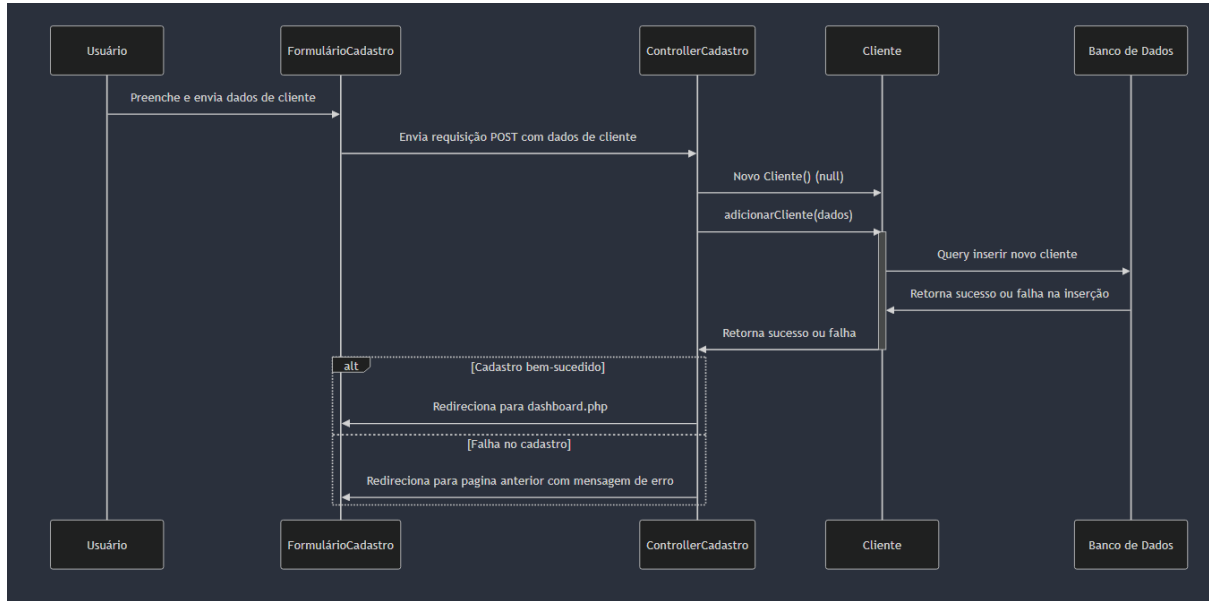 Usuário
FormulárioCadastro
ControllerCadastro
Cliente
Banco de Dados
Preenche e envia dados de cliente
Envia requisição POST com dados de cliente
Novo Cliente() (null)
adicionarCliente(dados)
Query inserir novo cliente
Retorna sucesso ou falha na inserção
Retorna sucesso ou falha
alt
[Cadastro bem-sucedido]
Redireciona para dashboard.php
[Falha no cadastro]
Redireciona para pagina anterior com mensagem de erro
Usuário
FormulárioCadastro
ControllerCadastro
Cliente
Banco de Dados